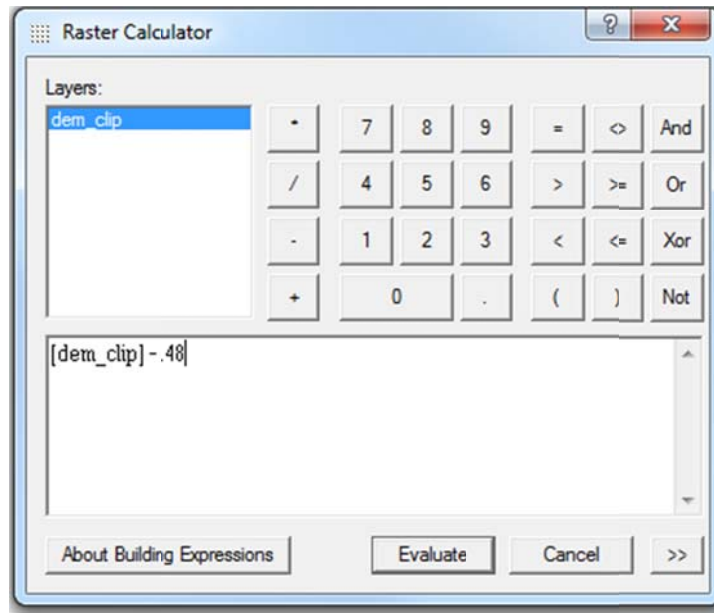 Raster Calculator
Layers:
dem_clip
* 7 8 9 = <> And
/ 4 5 6 > >= Or
- 1 2 3 < <= Xor
+ 0 . ( ) Not
[dem_clip] - .48
About Building Expressions Evaluate Cancel >>